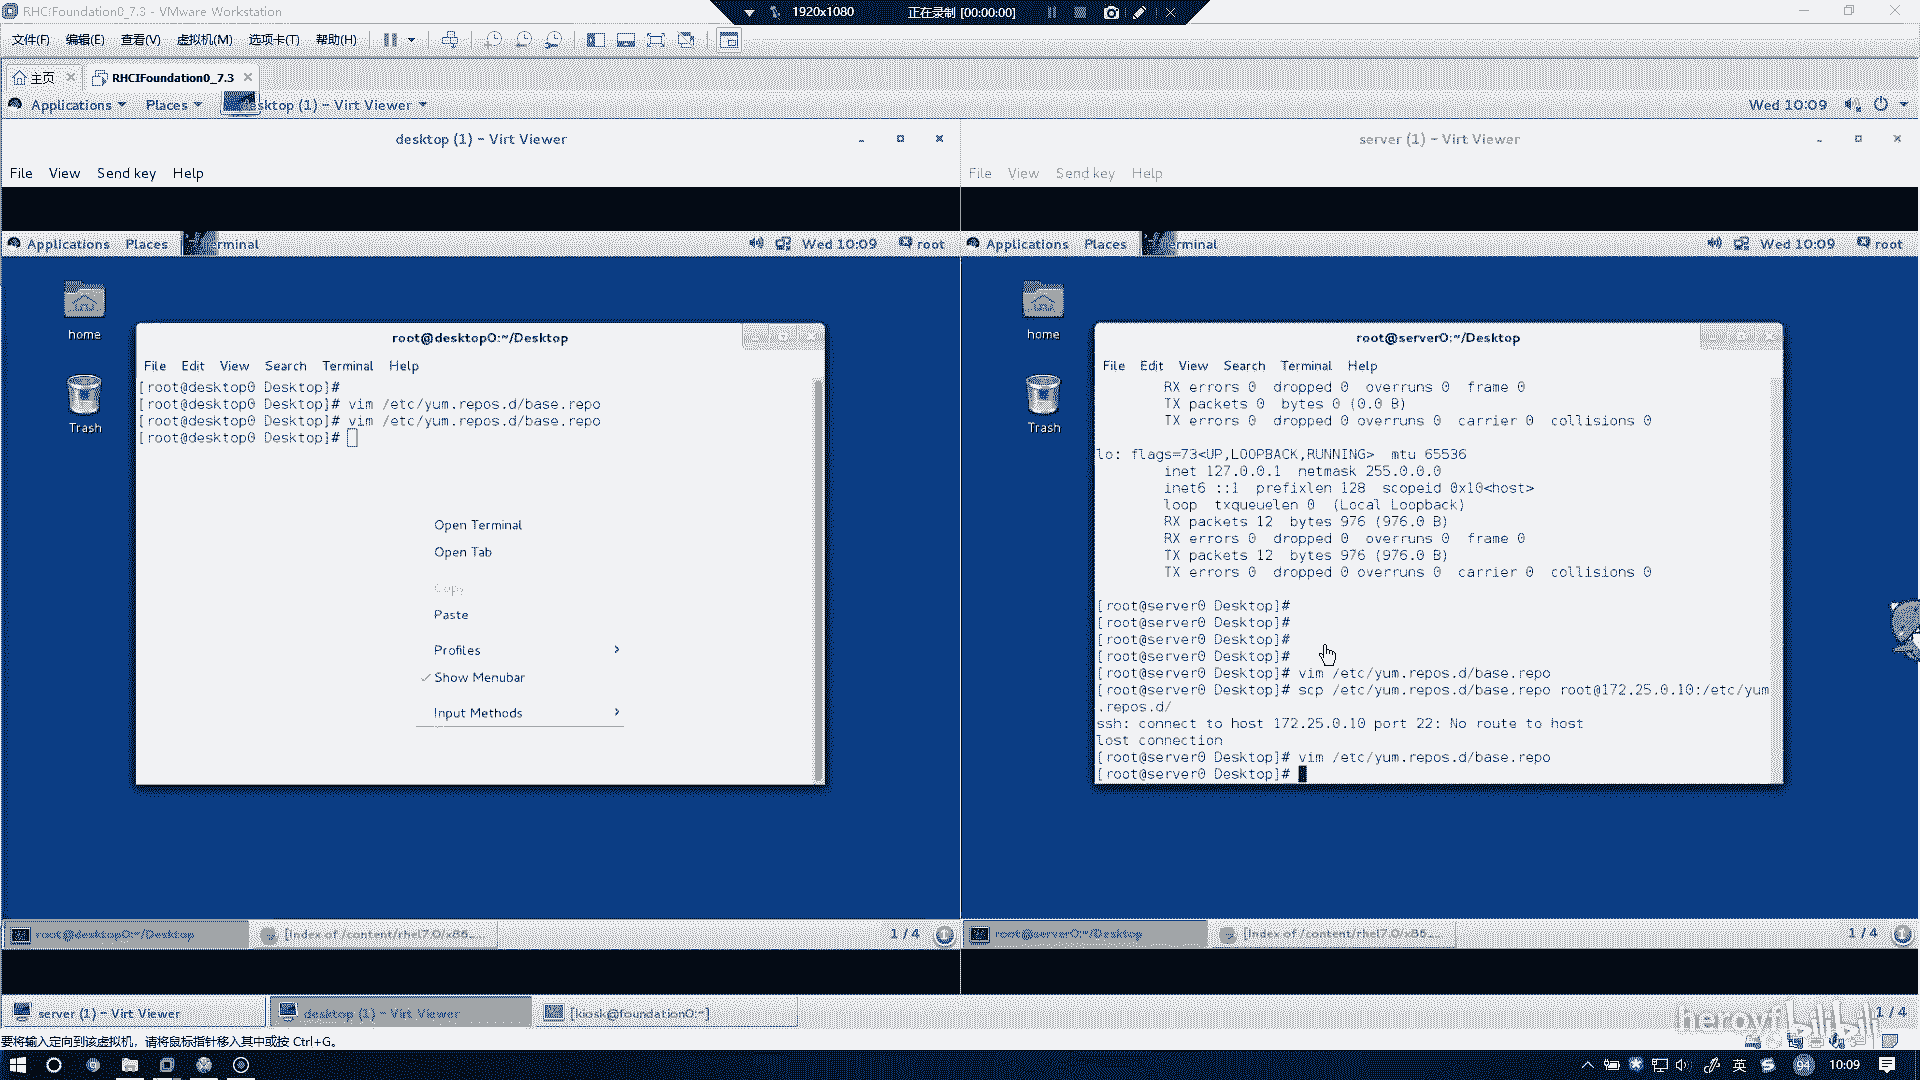 RHCIFoundation0_7.3 - VMware Workstation
1920x1080
正在录制 [00:00:00]
文件(F) 编辑(E) 查看(V) 虚拟机(M) 选项卡(T) 帮助(H)
主页
RHCIFoundation0_7.3
Applications Places desktop (1) - Virt Viewer
Wed 10:09
desktop (1) - Virt Viewer
File View Send key Help
Applications Places Terminal
Wed 10:09 root
home
Trash
root@desktop0:~/Desktop
File Edit View Search Terminal Help
[root@desktop0 Desktop]#
[root@desktop0 Desktop]# vim /etc/yum.repos.d/base.repo
[root@desktop0 Desktop]# vim /etc/yum.repos.d/base.repo
[root@desktop0 Desktop]#
Open Terminal
Open Tab
Copy
Paste
Profiles
Show Menubar
Input Methods
root@desktop0:~/Desktop
[Index of /content/rhel7.0/x86_...
1 / 4
server (1) - Virt Viewer
File View Send key Help
Applications Places Terminal
Wed 10:09 root
home
Trash
root@server0:~/Desktop
File Edit View Search Terminal Help
RX errors 0 dropped 0 overruns 0 frame 0
TX packets 0 bytes 0 (0.0 B)
TX errors 0 dropped 0 overruns 0 carrier 0 collisions 0
lo: flags=73<UP,LOOPBACK,RUNNING> mtu 65536
inet 127.0.0.1 netmask 255.0.0.0
inet6 ::1 prefixlen 128 scopeid 0x10<host>
loop txqueuelen 0 (Local Loopback)
RX packets 12 bytes 976 (976.0 B)
RX errors 0 dropped 0 overruns 0 frame 0
TX packets 12 bytes 976 (976.0 B)
TX errors 0 dropped 0 overruns 0 carrier 0 collisions 0
[root@server0 Desktop]#
[root@server0 Desktop]#
[root@server0 Desktop]#
[root@server0 Desktop]#
[root@server0 Desktop]# vim /etc/yum.repos.d/base.repo
[root@server0 Desktop]# scp /etc/yum.repos.d/base.repo root@172.25.0.10:/etc/yum
.repos.d/
ssh: connect to host 172.25.0.10 port 22: No route to host
lost connection
[root@server0 Desktop]# vim /etc/yum.repos.d/base.repo
[root@server0 Desktop]#
root@server0:~/Desktop
[Index of /content/rhel7.0/x86_...
1 / 4
server (1) - Virt Viewer
desktop (1) - Virt Viewer
[kiosk@foundation0:~]
1 / 4
bilibili
要将输入定向到该虚拟机，请将鼠标指针移入其中或按 Ctrl+G。
英
94
10:09